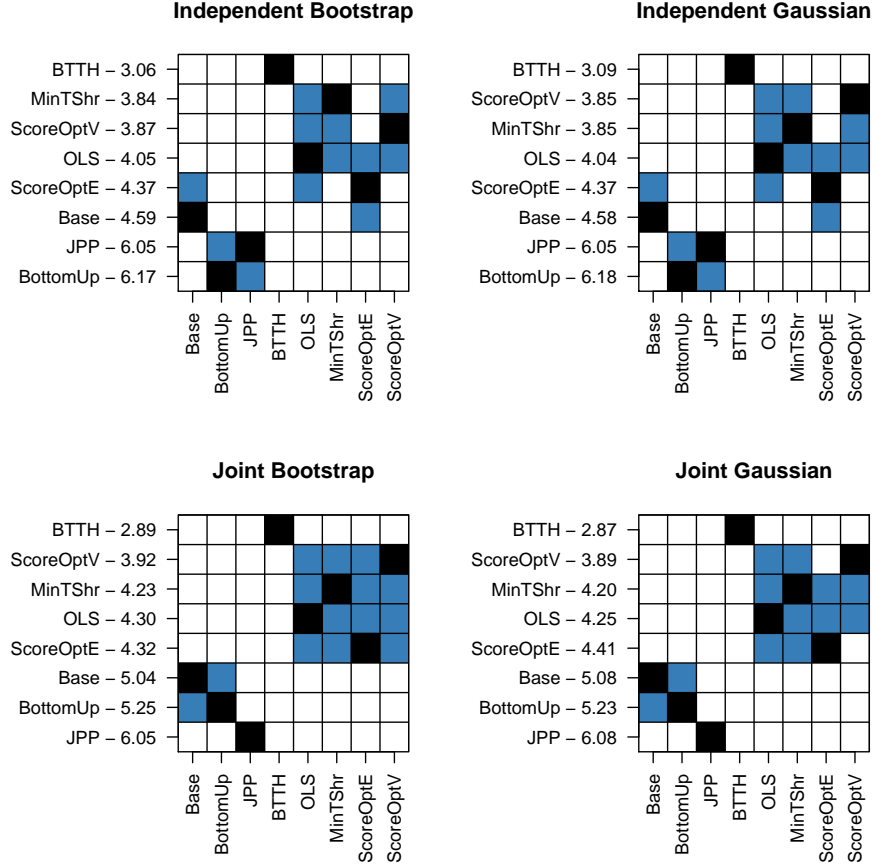 Independent Bootstrap
BTTH – 3.06
MinTShr – 3.84
ScoreOptV – 3.87
OLS – 4.05
ScoreOptE – 4.37
Base – 4.59
JPP – 6.05
BottomUp – 6.17
Base
BottomUp
JPP
BTTH
OLS
MinTShr
ScoreOptE
ScoreOptV
Independent Gaussian
BTTH – 3.09
ScoreOptV – 3.85
MinTShr – 3.85
OLS – 4.04
ScoreOptE – 4.37
Base – 4.58
JPP – 6.05
BottomUp – 6.18
Base
BottomUp
JPP
BTTH
OLS
MinTShr
ScoreOptE
ScoreOptV
Joint Bootstrap
BTTH – 2.89
ScoreOptV – 3.92
MinTShr – 4.23
OLS – 4.30
ScoreOptE – 4.32
Base – 5.04
BottomUp – 5.25
JPP – 6.05
Base
BottomUp
JPP
BTTH
OLS
MinTShr
ScoreOptE
ScoreOptV
Joint Gaussian
BTTH – 2.87
ScoreOptV – 3.89
MinTShr – 4.20
OLS – 4.25
ScoreOptE – 4.41
Base – 5.08
BottomUp – 5.23
JPP – 6.08
Base
BottomUp
JPP
BTTH
OLS
MinTShr
ScoreOptE
ScoreOptV